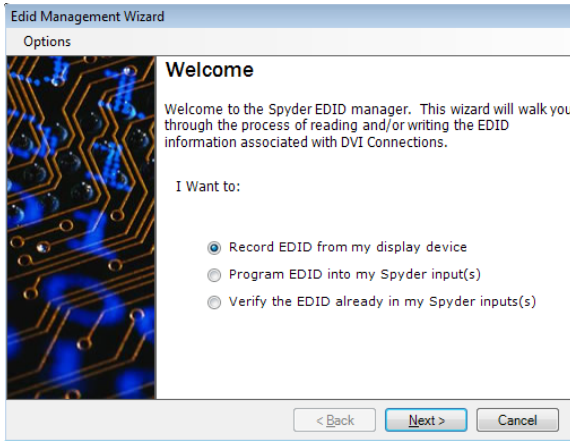 Edid Management Wizard
Options
Welcome
Welcome to the Spyder EDID manager. This wizard will walk you
through the process of reading and/or writing the EDID
information associated with DVI Connections.
I Want to:
Record EDID from my display device
Program EDID into my Spyder input(s)
Verify the EDID already in my Spyder inputs(s)
< Back Next > Cancel